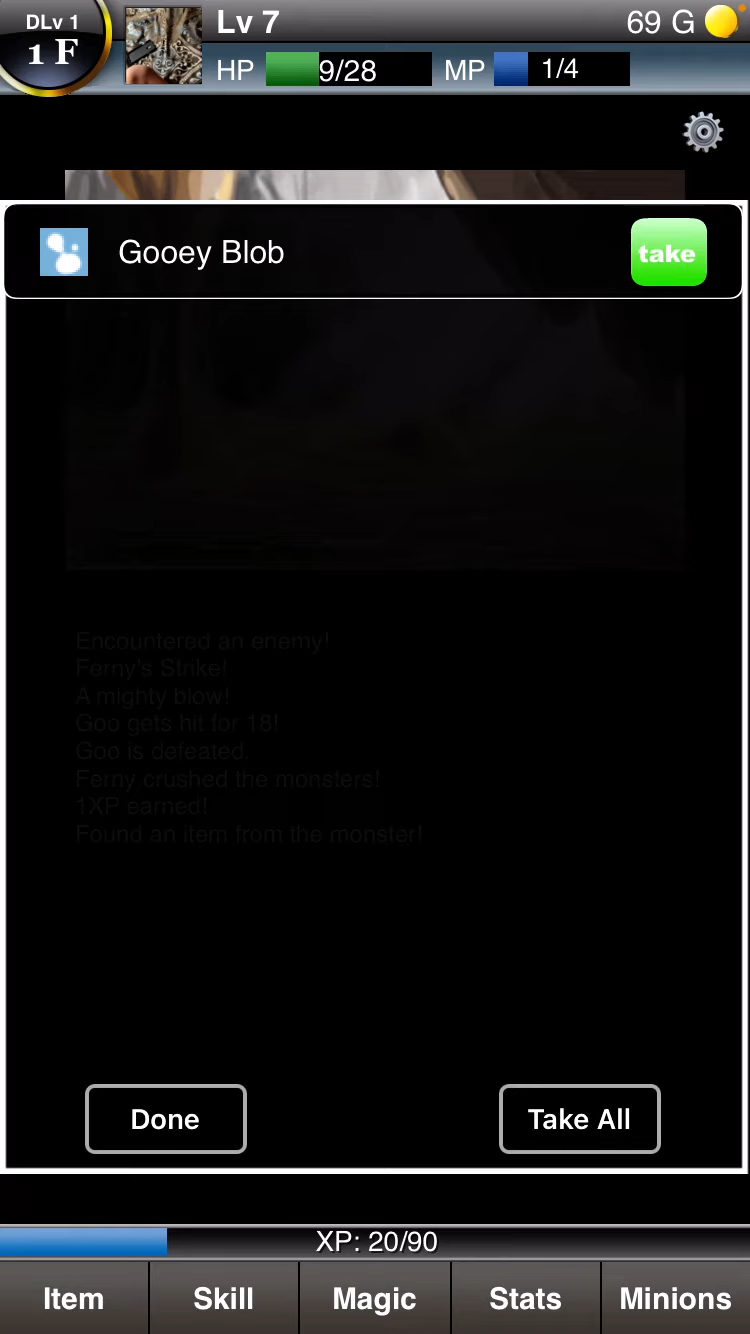 DLv 1
1 F
Lv 7
69 G
HP 9/28 MP 1/4
Gooey Blob
take
Encountered an enemy!
Ferny's Strike!
A mighty blow!
Goo gets hit for 18!
Goo is defeated.
Ferny crushed the monsters!
1XP earned!
Found an item from the monster!
Done
Take All
XP: 20/90
Item Skill Magic Stats Minions